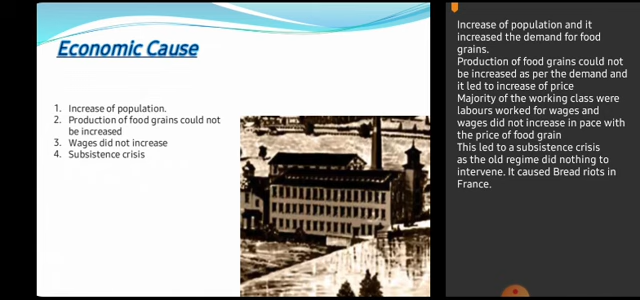 Economic Cause
1. Increase of population.
2. Production of food grains could not
be increased
3. Wages did not increase
4. Subsistence crisis
Increase of population and it
increased the demand for food
grains.
Production of food grains could not
be increased as per the demand and
it led to increase of price
Majority of the working class were
labours worked for wages and
wages did not increase in pace with
the price of food grain
This led to a subsistence crisis
as the old regime did nothing to
intervene. It caused Bread riots in
France.